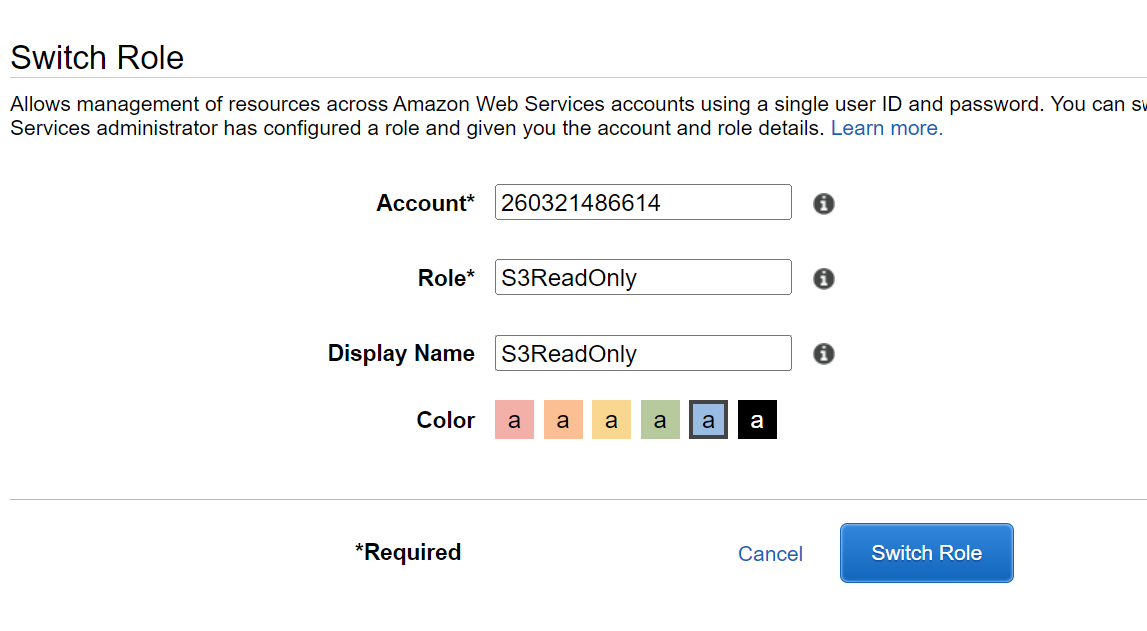 Switch Role
Allows management of resources across Amazon Web Services accounts using a single user ID and password. You can
Services administrator has configured a role and given you the account and role details. Learn more.
Account* 260321486614
Role* S3ReadOnly
Display Name S3ReadOnly
Color a a a a a a
*Required Cancel Switch Role